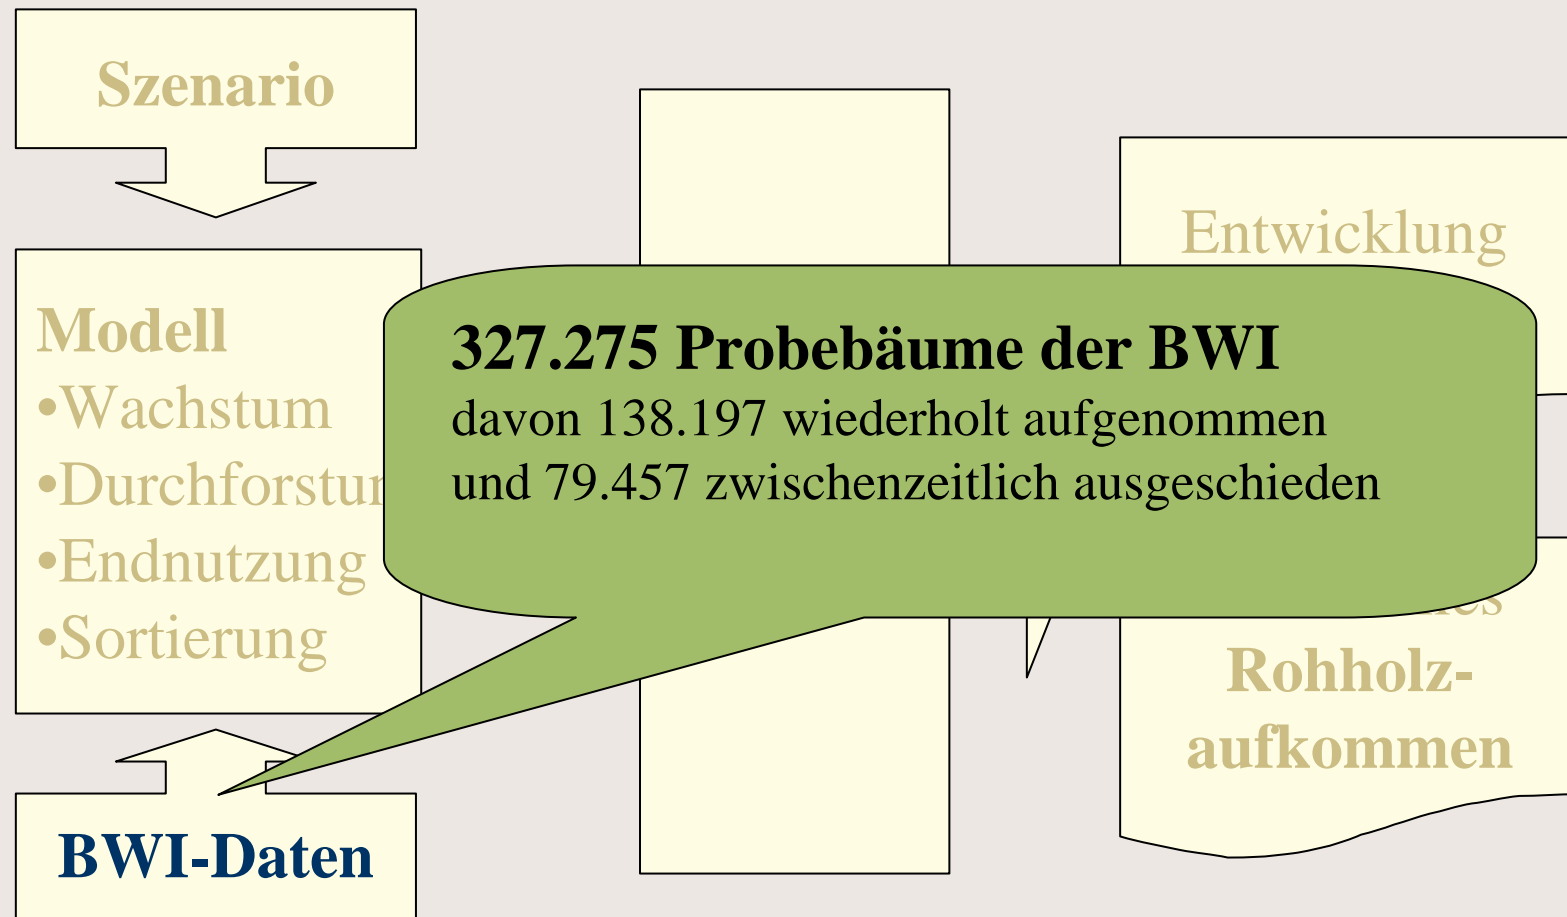 Szenario
Modell
•Wachstum
•Endnutzung
•Sortierung
BWI-Daten
327.275 Probebäume der BWI
davon 138.197 wiederholt aufgenommen
und 79.457 zwischenzeitlich ausgeschieden
Entwicklung
Rohholz-
aufkommen